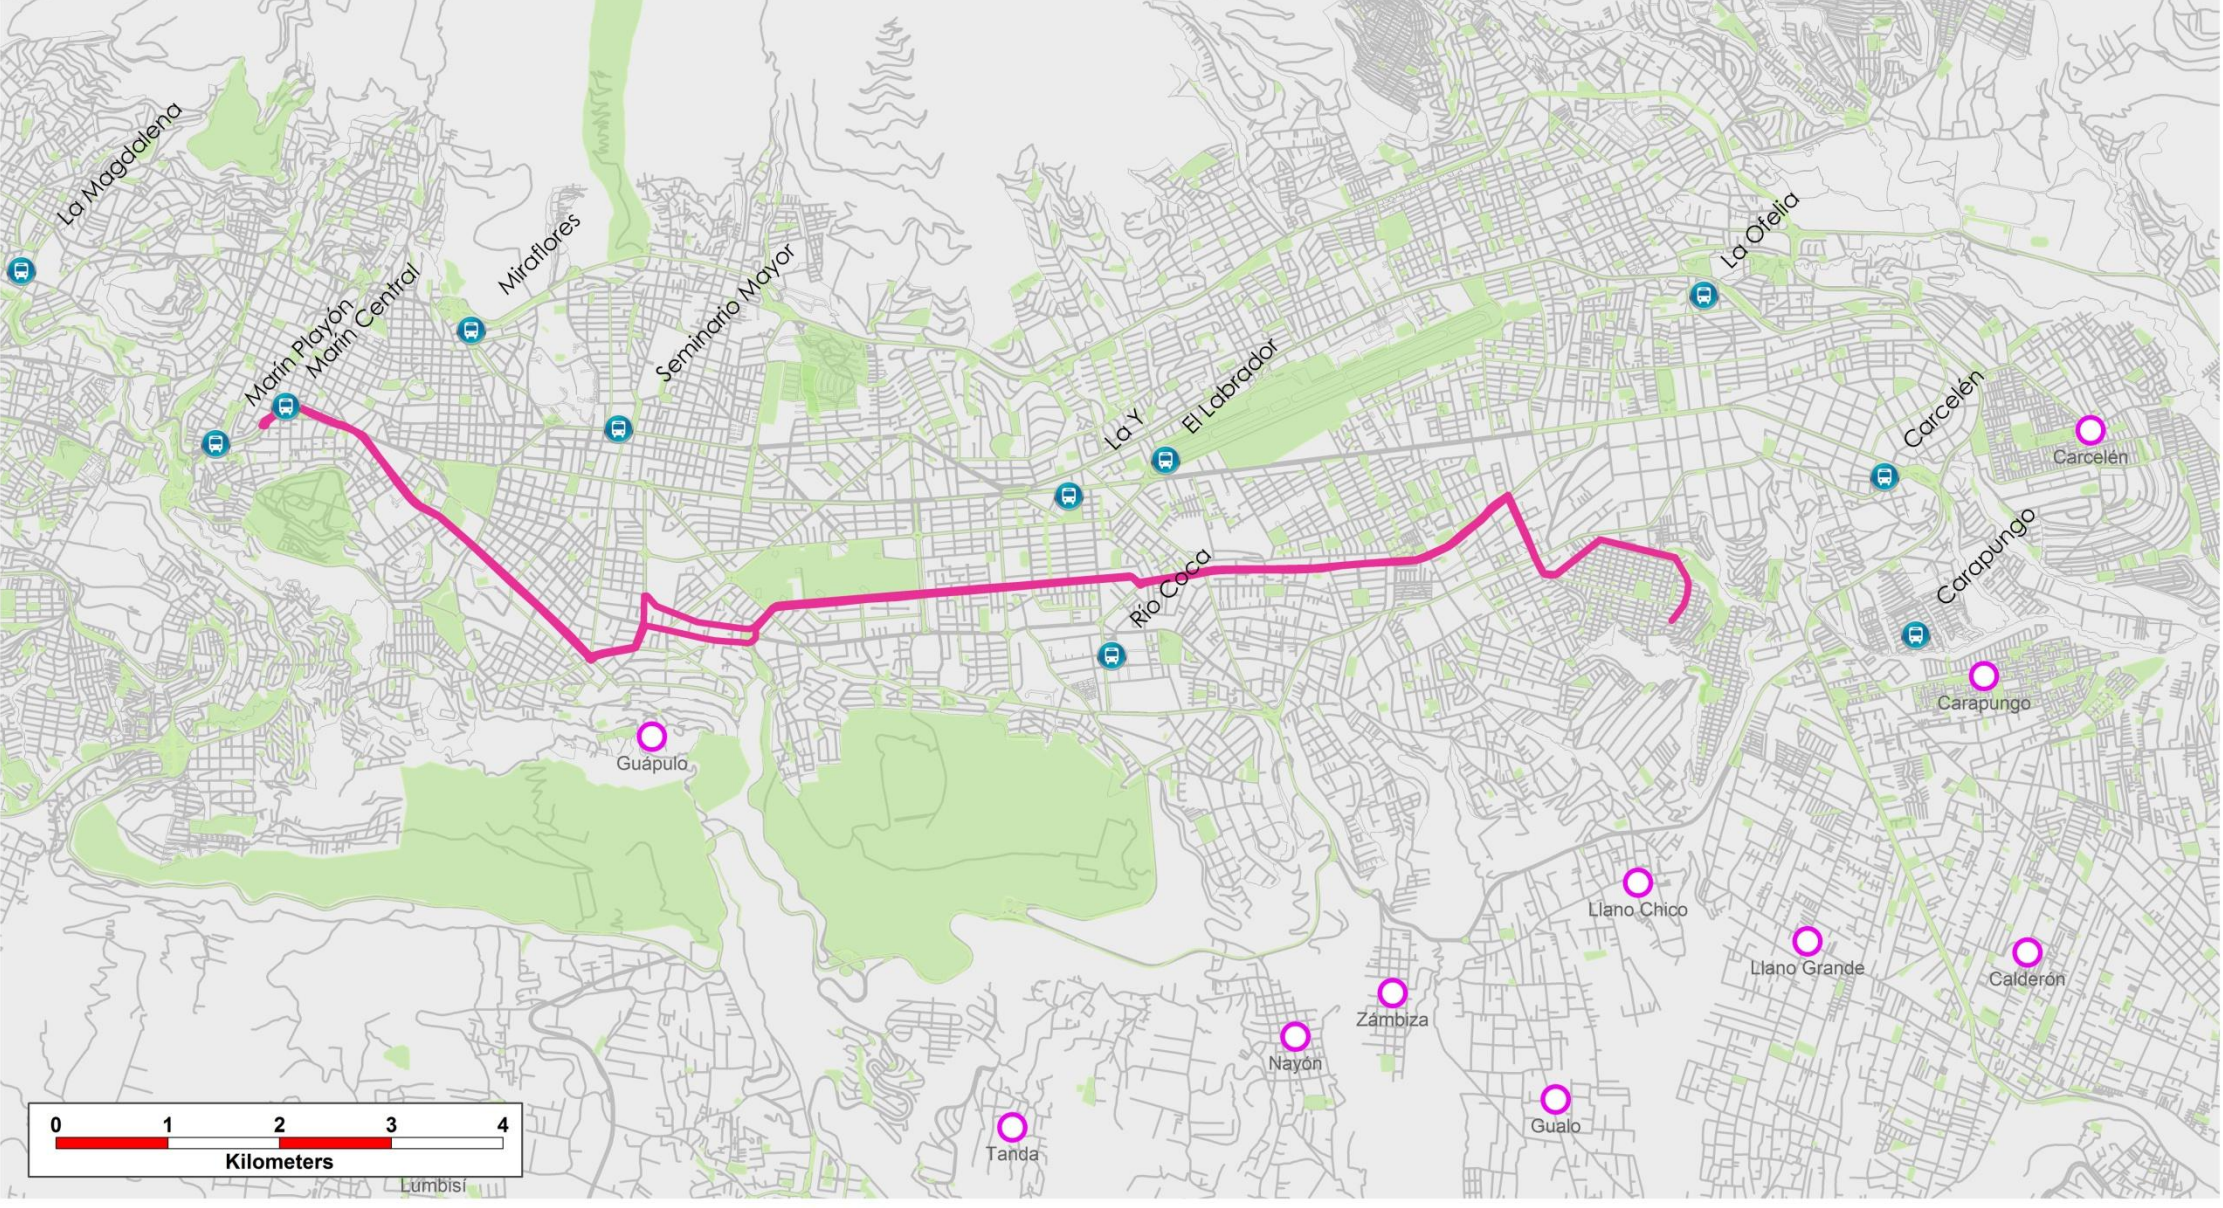 La Magdalena
Marín Playón
Marín Central
Miraflores
Seminario Mayor
La Y
El Labrador
Río Coca
La Ofelia
Carcelén
Carapungo
Carcelén
Carapungo
Guápulo
Llano Chico
Llano Grande
Calderón
Zámbiza
Nayón
Gualo
Tanda
0 1 2 3 4
Kilometers
Lumbisí